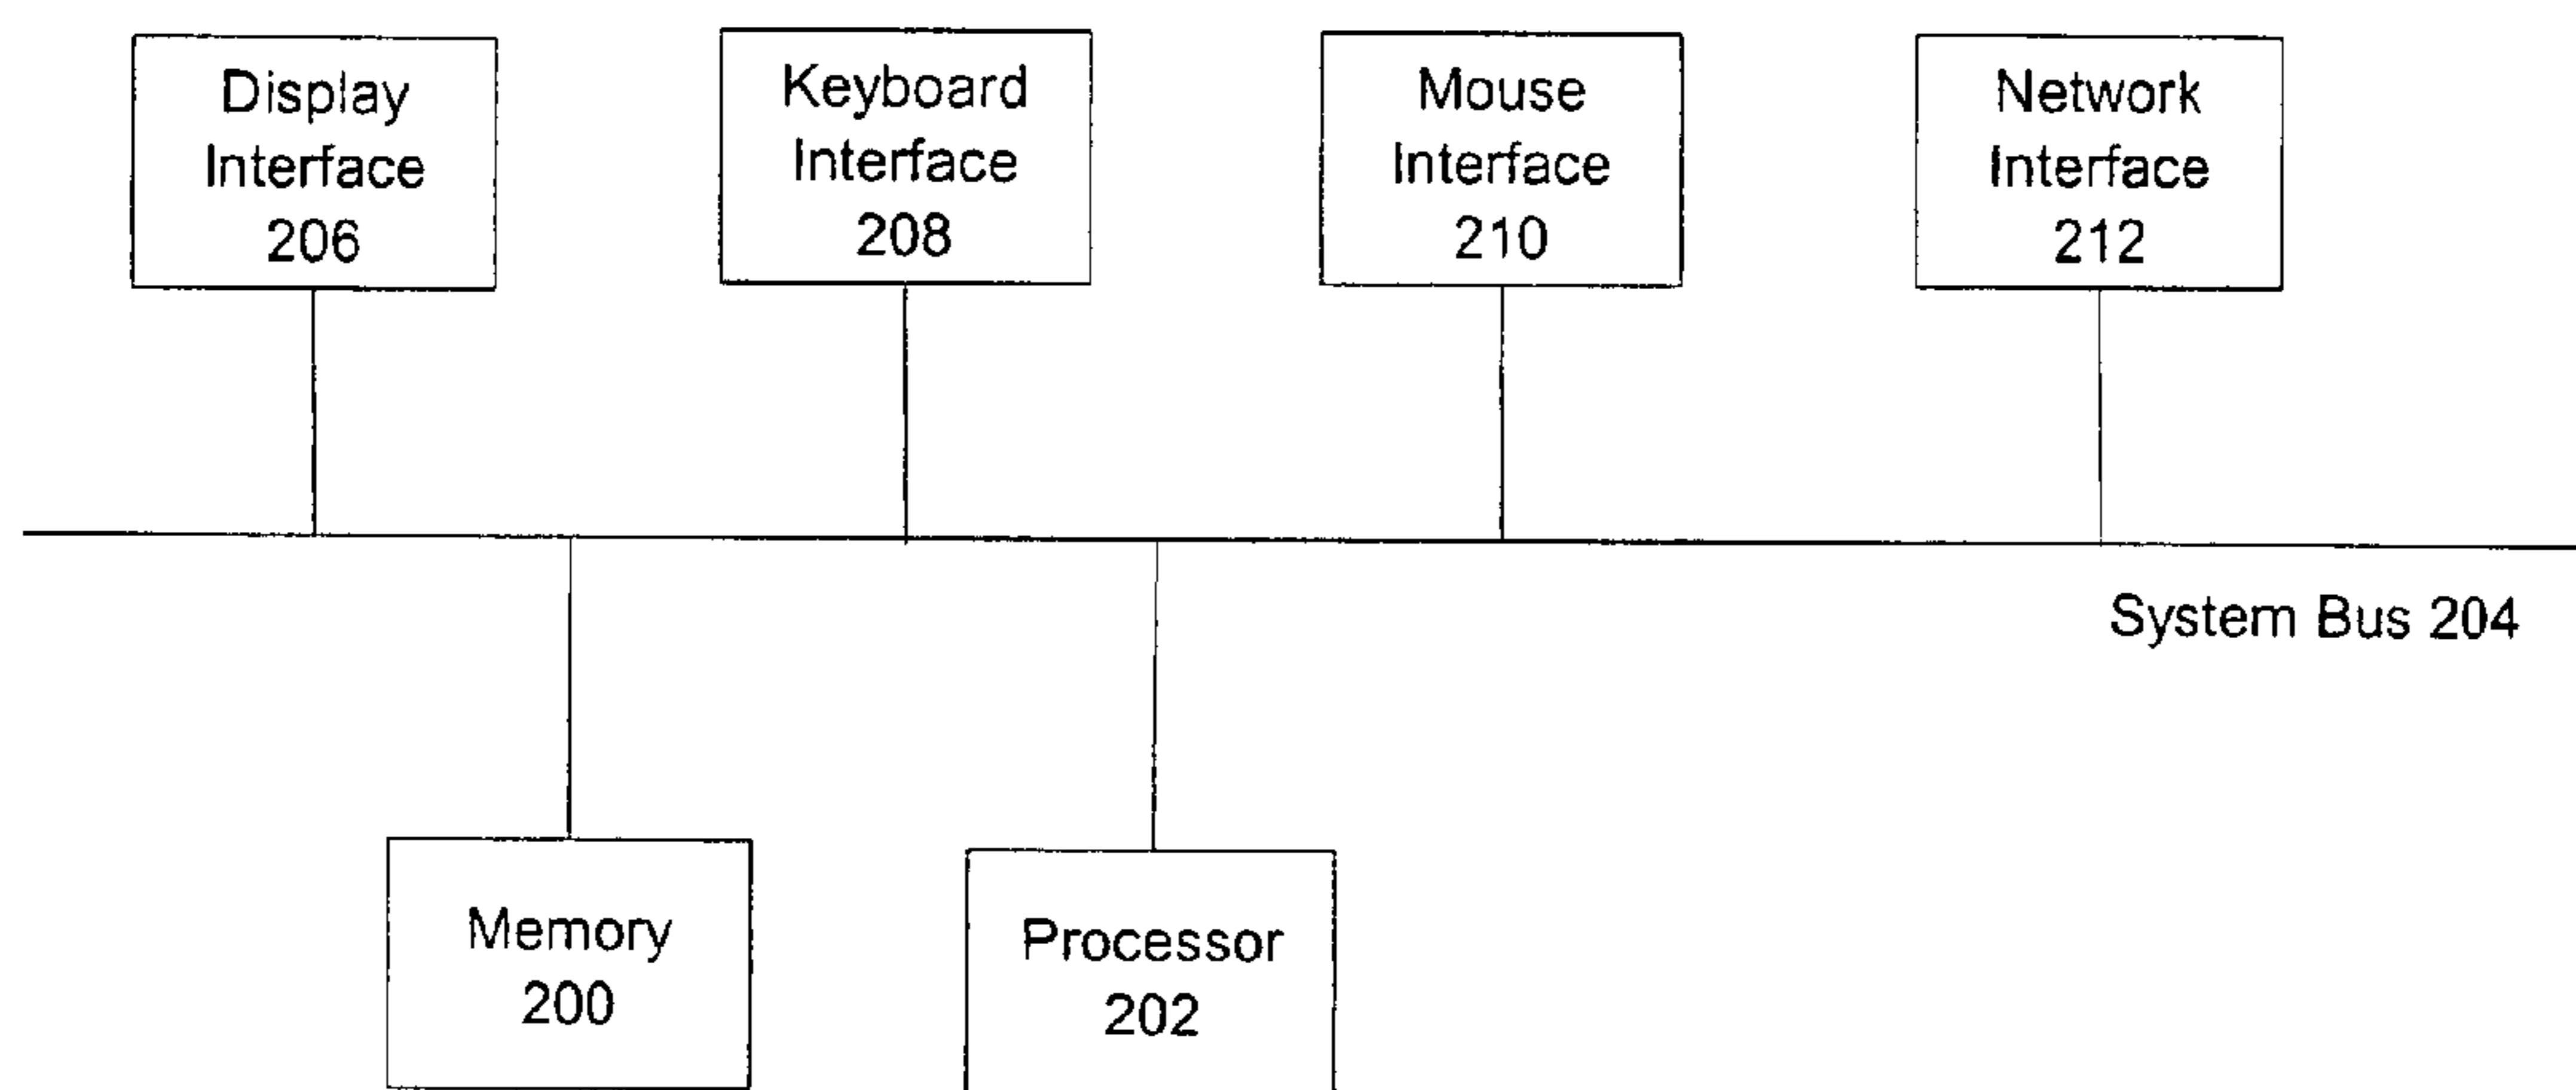 Display
Interface
206
Keyboard
Interface
208
Mouse
Interface
210
Network
Interface
212
System Bus 204
Memory
200
Processor
202